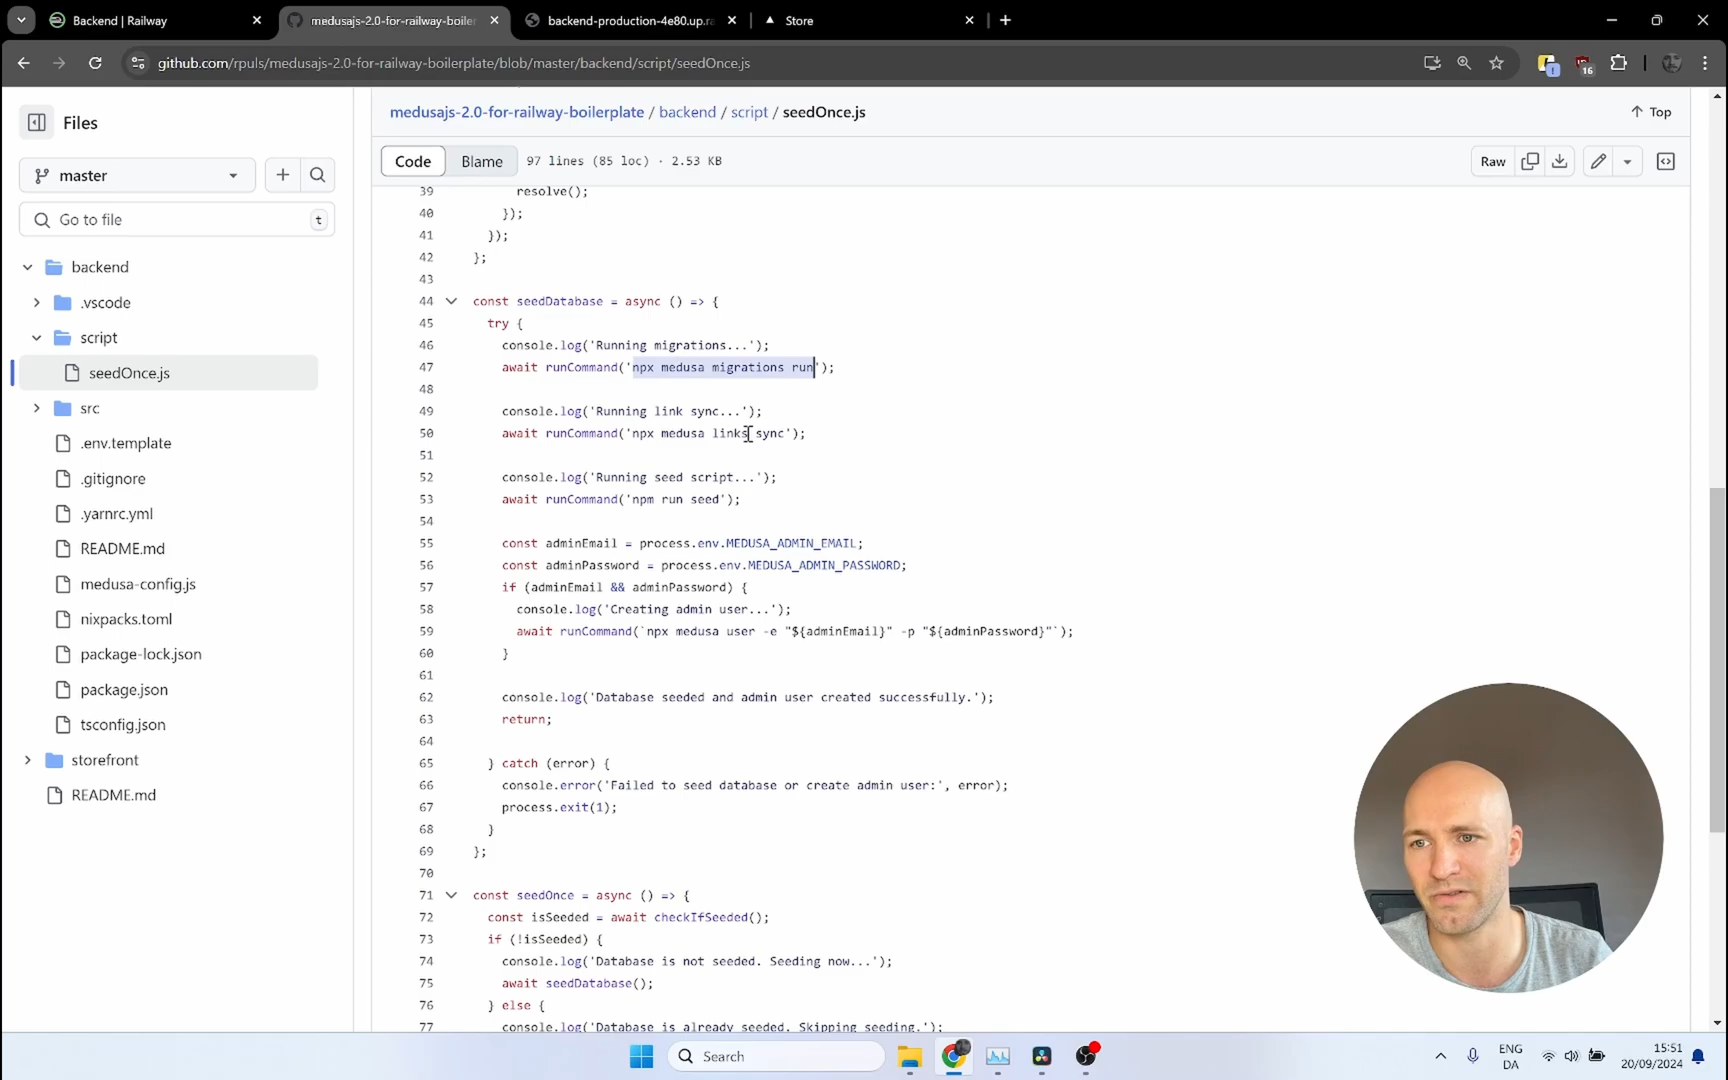 Backend | Railway
medusajs-2.0-for-railway-boiler
backend-production-4e80.up.ra
Store
github.com/rpuls/medusajs-2.0-for-railway-boilerplate/blob/master/backend/script/seedOnce.js
16
Files
master
Go to file
t
backend
.vscode
script
seedOnce.js
src
.env.template
.gitignore
.yarnrc.yml
README.md
medusa-config.js
nixpacks.toml
package-lock.json
package.json
tsconfig.json
storefront
README.md
medusajs-2.0-for-railway-boilerplate / backend / script / seedOnce.js
Top
Code Blame 97 lines (85 loc) · 2.53 KB
Raw
39 resolve();
40 });
41 });
42 };
43
44 const seedDatabase = async () => {
45 try {
46 console.log('Running migrations...');
47 await runCommand('npx medusa migrations run');
48
49 console.log('Running link sync...');
50 await runCommand('npx medusa links sync');
51
52 console.log('Running seed script...');
53 await runCommand('npm run seed');
54
55 const adminEmail = process.env.MEDUSA_ADMIN_EMAIL;
56 const adminPassword = process.env.MEDUSA_ADMIN_PASSWORD;
57 if (adminEmail && adminPassword) {
58 console.log('Creating admin user...');
59 await runCommand(`npx medusa user -e "${adminEmail}" -p "${adminPassword}"`);
60 }
61
62 console.log('Database seeded and admin user created successfully.');
63 return;
64
65 } catch (error) {
66 console.error('Failed to seed database or create admin user:', error);
67 process.exit(1);
68 }
69 };
70
71 const seedOnce = async () => {
72 const isSeeded = await checkIfSeeded();
73 if (!isSeeded) {
74 console.log('Database is not seeded. Seeding now...');
75 await seedDatabase();
76 } else {
77 console.log('Database is already seeded. Skipping seeding.');
Search
ENG
DA
15:51
20/09/2024